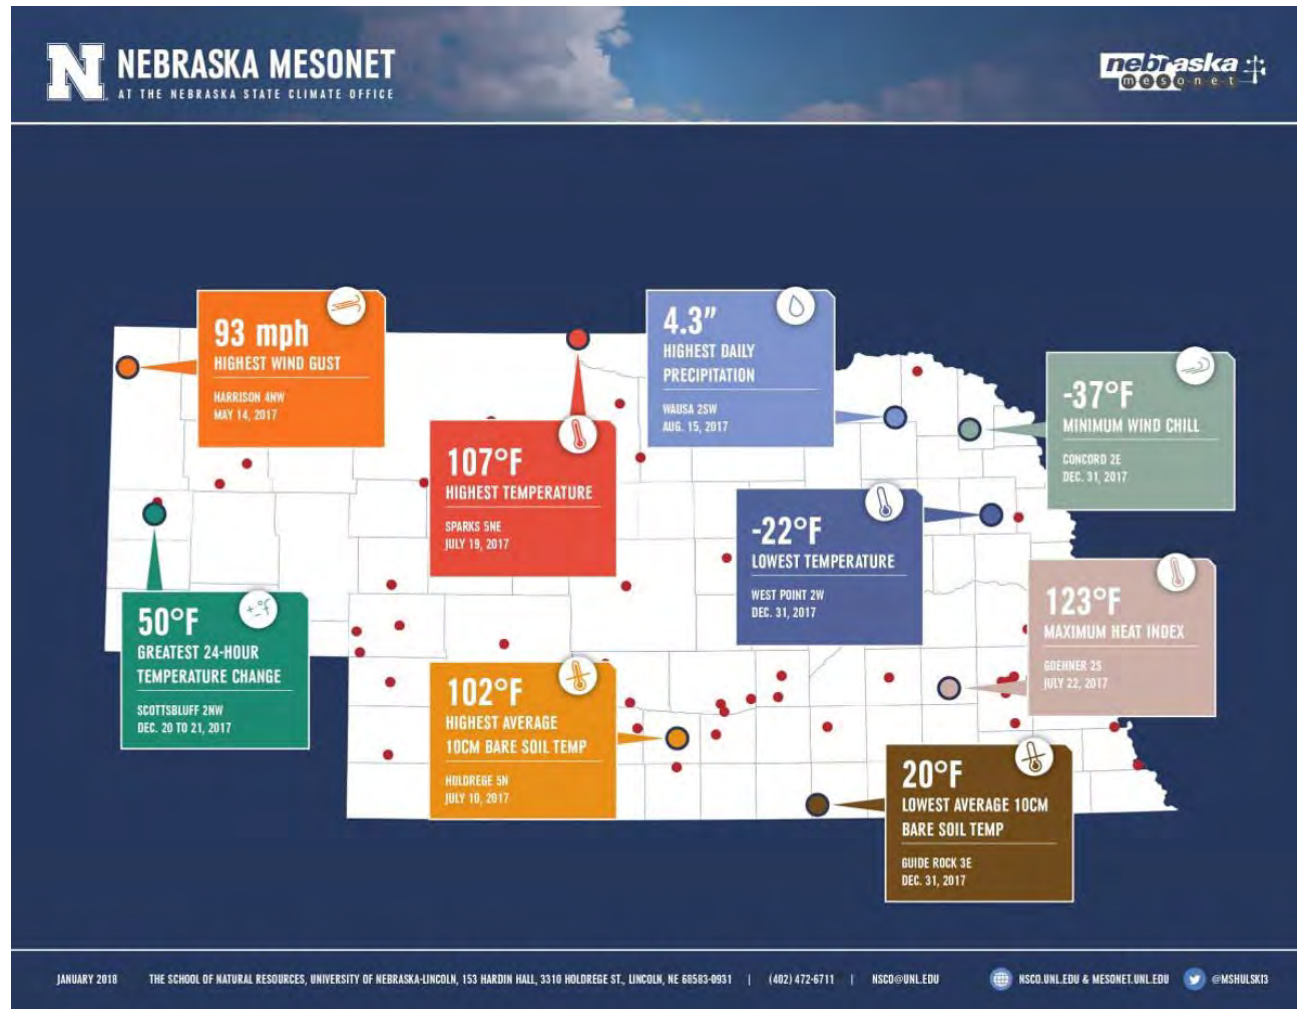 N NEBRASKA MESONET
AT THE NEBRASKA STATE CLIMATE OFFICE
nebraska
mesonet
93 mph
HIGHEST WIND GUST
HARRISON 4NW
MAY 14, 2017
4.3”
HIGHEST DAILY
PRECIPITATION
WAUSA 2SW
AUG. 15, 2017
-37°F
MINIMUM WIND CHILL
CONCORD 2E
DEC. 31, 2017
107°F
HIGHEST TEMPERATURE
SPARKS 5NE
JULY 19, 2017
-22°F
LOWEST TEMPERATURE
WEST POINT 2W
DEC. 31, 2017
+-°F
50°F
GREATEST 24-HOUR
TEMPERATURE CHANGE
SCOTTSBLUFF 2NW
DEC. 20 TO 21, 2017
123°F
MAXIMUM HEAT INDEX
GOEHNER 2S
JULY 22, 2017
102°F
HIGHEST AVERAGE
10CM BARE SOIL TEMP
HOLDREGE 5N
JULY 10, 2017
20°F
LOWEST AVERAGE 10CM
BARE SOIL TEMP
GUIDE ROCK 3E
DEC. 31, 2017
JANUARY 2018 THE SCHOOL OF NATURAL RESOURCES, UNIVERSITY OF NEBRASKA-LINCOLN, 153 HARDIN HALL, 3310 HOLDREGE ST., LINCOLN, NE 68583-0931 | (402) 472-6711 | NSCO@UNL.EDU NSCO.UNL.EDU & MESONET.UNL.EDU @MSHULSKI3